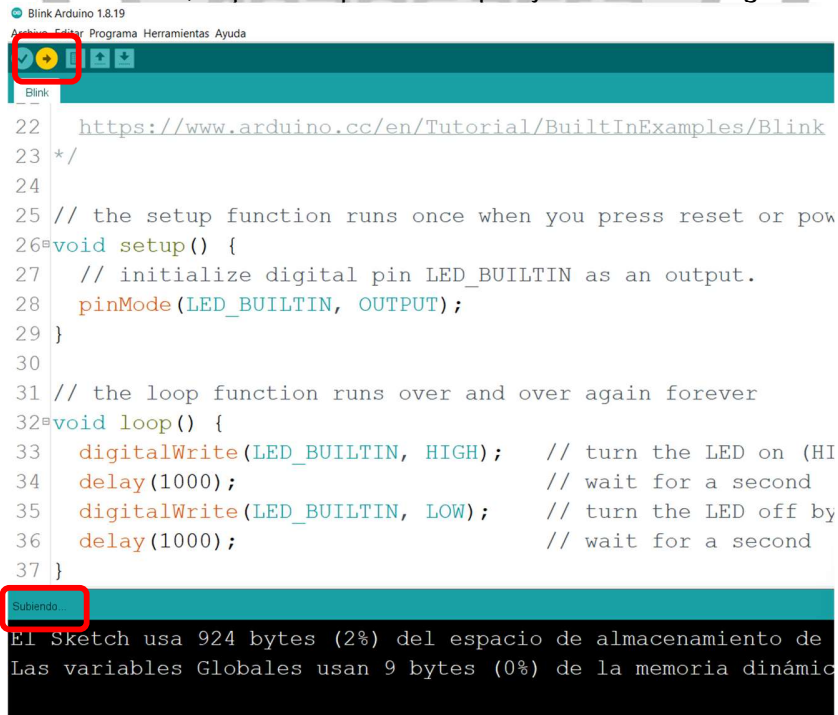 Blink Arduino 1.8.19
Archivo Editar Programa Herramientas Ayuda
Blink
22 https://www.arduino.cc/en/Tutorial/BuiltInExamples/Blink
23 */
24
25 // the setup function runs once when you press reset or pow
26 void setup() {
27 // initialize digital pin LED_BUILTIN as an output.
28 pinMode(LED_BUILTIN, OUTPUT);
29 }
30
31 // the loop function runs over and over again forever
32 void loop() {
33 digitalWrite(LED_BUILTIN, HIGH); // turn the LED on (HI
34 delay(1000); // wait for a second
35 digitalWrite(LED_BUILTIN, LOW); // turn the LED off by
36 delay(1000); // wait for a second
37 }
Subiendo...
El Sketch usa 924 bytes (2%) del espacio de almacenamiento de
Las variables Globales usan 9 bytes (0%) de la memoria dinámic